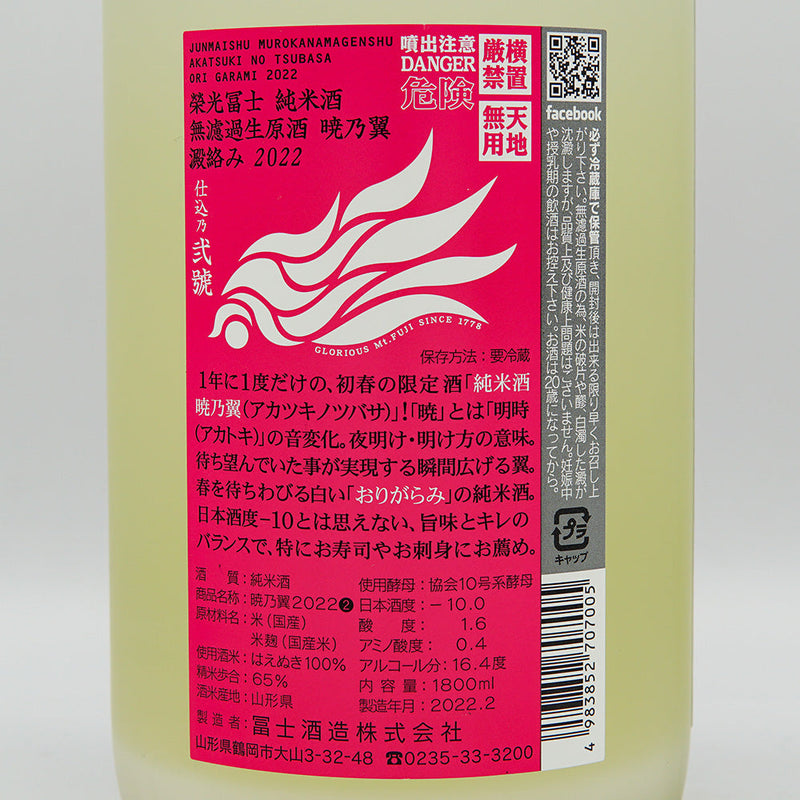 JUNMAISHU MUROKANAMAGENSHU
AKATSUKI NO TSUBASA
ORI GARAMI 2022
榮光冨士 純米酒
無濾過生原酒 暁乃翼
澱絡み 2022
仕込乃 弐號
噴出注意
DANGER
危険
横置
厳禁
天地
無用
GLORIOUS Mt.FUJI SINCE 1778
保存方法：要冷蔵
1年に1度だけの、初春の限定酒「純米酒
暁乃翼(アカツキノツバサ)」!「暁」とは「明時
(アカトキ)」の音変化。夜明け・明け方の意味。
待ち望んでいた事が実現する瞬間広げる翼。
春を待ちわびる白い「おりがらみ」の純米酒。
日本酒度-10とは思えない、旨味とキレの
バランスで、特にお寿司やお刺身にお薦め。
酒　質：純米酒
商品名称：暁乃翼2022❷
原材料名：米(国産)
米麹(国産米)
使用酒米：はえぬき100%
精米歩合：65%
酒米産地：山形県
使用酵母：協会10号系酵母
日本酒度：－10.0
酸　度：1.6
アミノ酸度：0.4
アルコール分：16.4度
内容量：1800ml
製造年月：2022.2
製造者：冨士酒造株式会社
山形県鶴岡市大山3-32-48 ☎0235-33-3200
facebook
必ず冷蔵庫で保管頂き、開封後は出来る限り早くお召し上
がり下さい。無濾過生原酒の為、米の破片や醪、白濁した澱が
沈澱しますが、品質上及び健康上問題はございません。妊娠中
や授乳期の飲酒はお控え下さい。お酒は20歳になってから。
プラ
キャップ
4983852707005